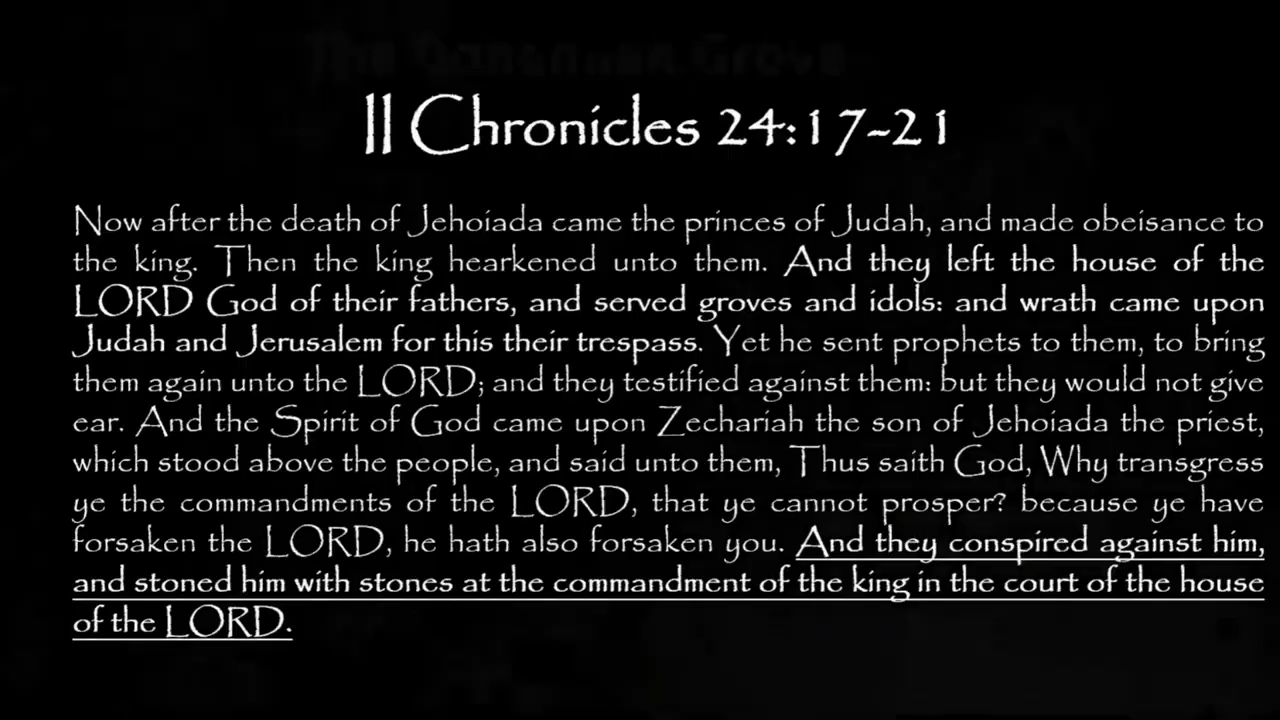 II Chronicles 24:17-21
Now after the death of Jehoiada came the princes of Judah, and made obeisance to
the king. Then the king hearkened unto them. And they left the house of the
LORD God of their fathers, and served groves and idols: and wrath came upon
Judah and Jerusalem for this their trespass. Yet he sent prophets to them, to bring
them again unto the LORD; and they testified against them: but they would not give
ear. And the Spirit of God came upon Zechariah the son of Jehoiada the priest,
which stood above the people, and said unto them, Thus saith God, Why transgress
ye the commandments of the LORD, that ye cannot prosper? because ye have
forsaken the LORD, he hath also forsaken you. And they conspired against him,
and stoned him with stones at the commandment of the king in the court of the house
of the LORD.